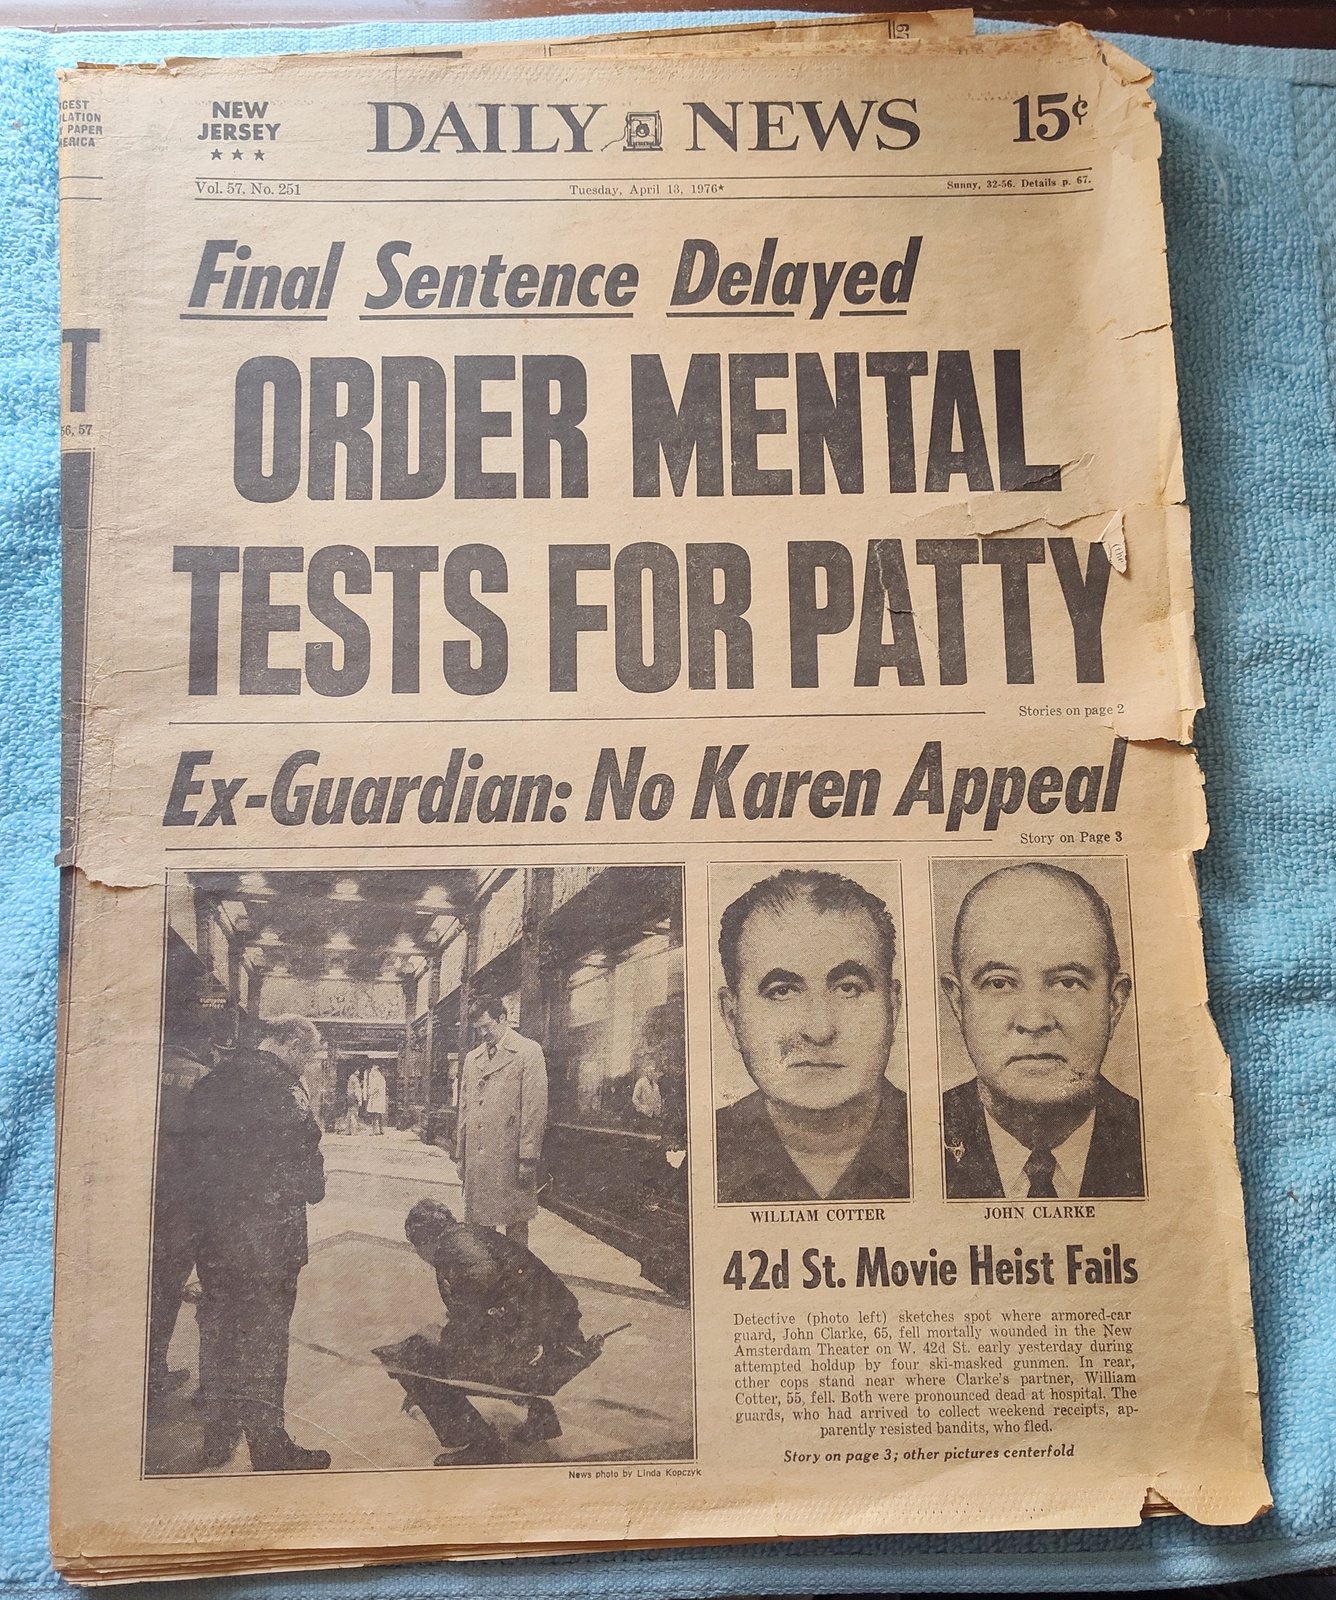 GEST
LATION
PAPER
ERICA
NEW
JERSEY
★ ★ ★
DAILY NEWS
15¢
Vol. 57, No. 251
Tuesday, April 13, 1976★
Sunny, 32-56. Details p. 67.
Final Sentence Delayed
T
56, 57
ORDER MENTAL
TESTS FOR PATTY
Stories on page 2
Ex-Guardian: No Karen Appeal
Story on Page 3
WILLIAM COTTER
JOHN CLARKE
42d St. Movie Heist Fails
Detective (photo left) sketches spot where armored-car
guard, John Clarke, 65, fell mortally wounded in the New
Amsterdam Theater on W. 42d St. early yesterday during
attempted holdup by four ski-masked gunmen. In rear,
other cops stand near where Clarke's partner, William
Cotter, 55, fell. Both were pronounced dead at hospital. The
guards, who had arrived to collect weekend receipts, ap-
parently resisted bandits, who fled.
Story on page 3; other pictures centerfold
News photo by Linda Kopczyk